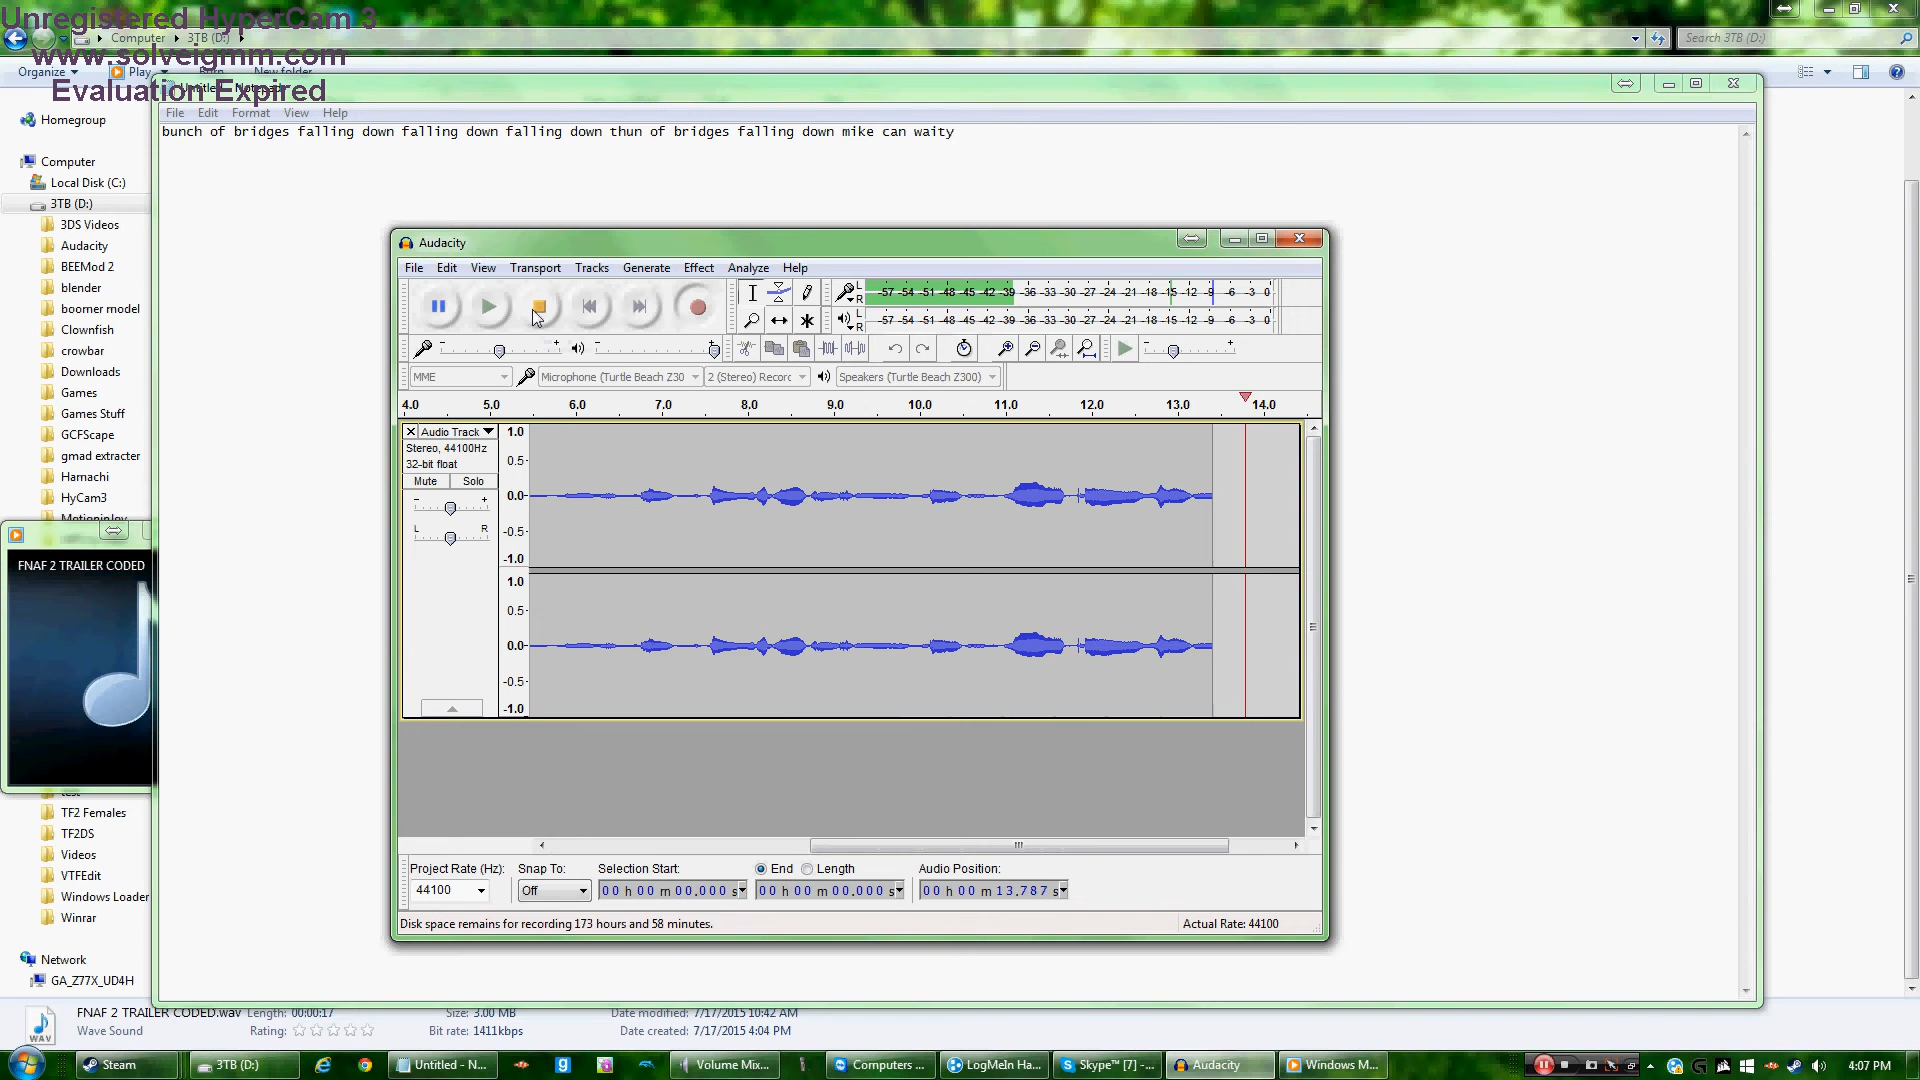 Unregistered HyperCam 3
www.solveigmm.com
Evaluation Expired
Computer
3TB (D:)
Search 3TB (D:)
Organize
Play
Burn
New folder
Untitled - Notepad
File Edit Format View Help
bunch of bridges falling down falling down falling down thun of bridges falling down mike can waity
Homegroup
Computer
Local Disk (C:)
3TB (D:)
3DS Videos
Audacity
BEEMod 2
blender
boomer model
Clownfish
crowbar
Downloads
Games
Games Stuff
GCFScape
gmad extracter
Hamachi
HyCam3
MotioninJoy
FNAF 2 TRAILER CODED
test
TF2 Females
TF2DS
Videos
VTFEdit
Windows Loader
Winrar
Network
GA_Z77X_UD4H
Audacity
File Edit View Transport Tracks Generate Effect Analyze Help
L
R
-57 -54 -51 -48 -45 -42 -39 -36 -33 -30 -27 -24 -21 -18 -15 -12 -9 -6 -3 0
L
R
-57 -54 -51 -48 -45 -42 -39 -36 -33 -30 -27 -24 -21 -18 -15 -12 -9 -6 -3 0
MME
Microphone (Turtle Beach Z30
2 (Stereo) Recorc
Speakers (Turtle Beach Z300)
4.0 5.0 6.0 7.0 8.0 9.0 10.0 11.0 12.0 13.0 14.0
Audio Track
Stereo, 44100Hz
32-bit float
Mute Solo
- +
L R
1.0
0.5-
0.0-
-0.5-
-1.0
1.0
0.5-
0.0-
-0.5-
-1.0
Project Rate (Hz):
44100
Snap To:
Off
Selection Start:
00 h 00 m 00.000 s
End
Length
00 h 00 m 00.000 s
Audio Position:
00 h 00 m 13.787 s
Disk space remains for recording 173 hours and 58 minutes.
Actual Rate: 44100
FNAF 2 TRAILER CODED.wav
Wave Sound
WAV
Length: 00:00:17
Rating:
Size: 3.00 MB
Bit rate: 1411kbps
Date modified: 7/17/2015 10:42 AM
Date created: 7/17/2015 4:04 PM
Steam
3TB (D:)
Untitled - N...
Volume Mix...
Computers ...
LogMeIn Ha...
Skype™ [7] -...
Audacity
Windows M...
4:07 PM